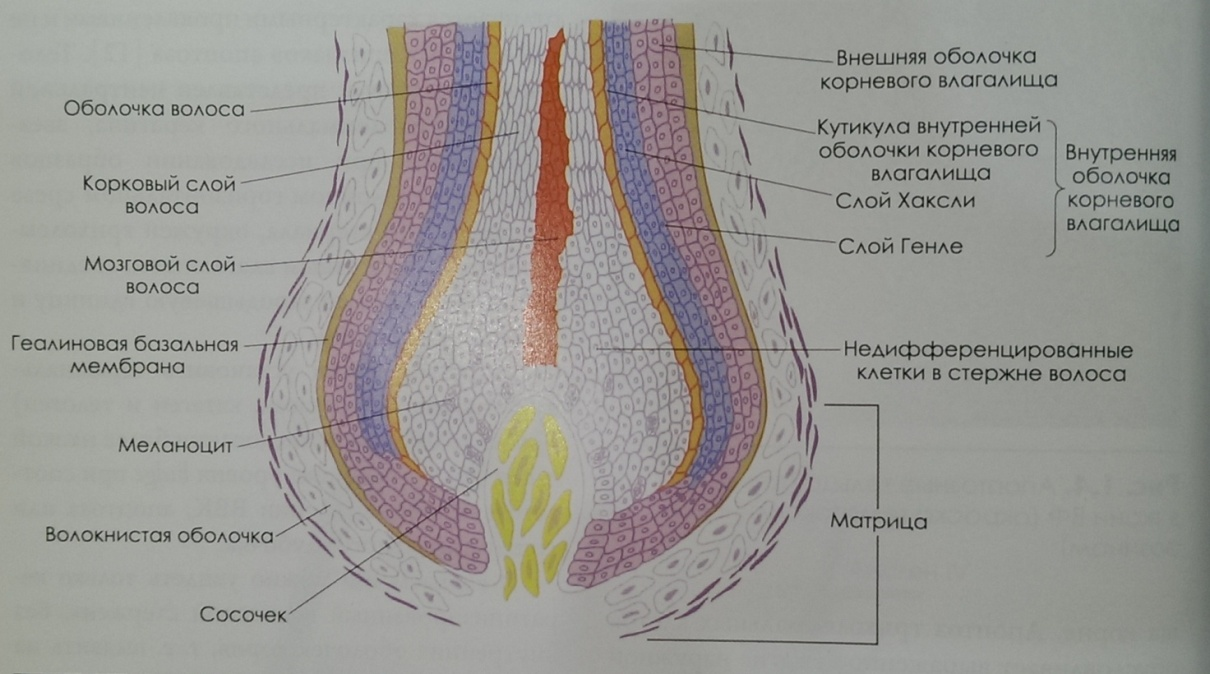 Оболочка волоса
Корковый слой
волоса
Мозговой слой
волоса
Геалиновая базальная
мембрана
Меланоцит
Волокнистая оболочка
Сосочек
Внешняя оболочка
корневого влагалища
Кутикула внутренней
оболочки корневого
влагалища
Слой Хаксли
Слой Генле
Внутренняя
оболочка
корневого
влагалища
Недифференцированные
клетки в стержне волоса
Матрица